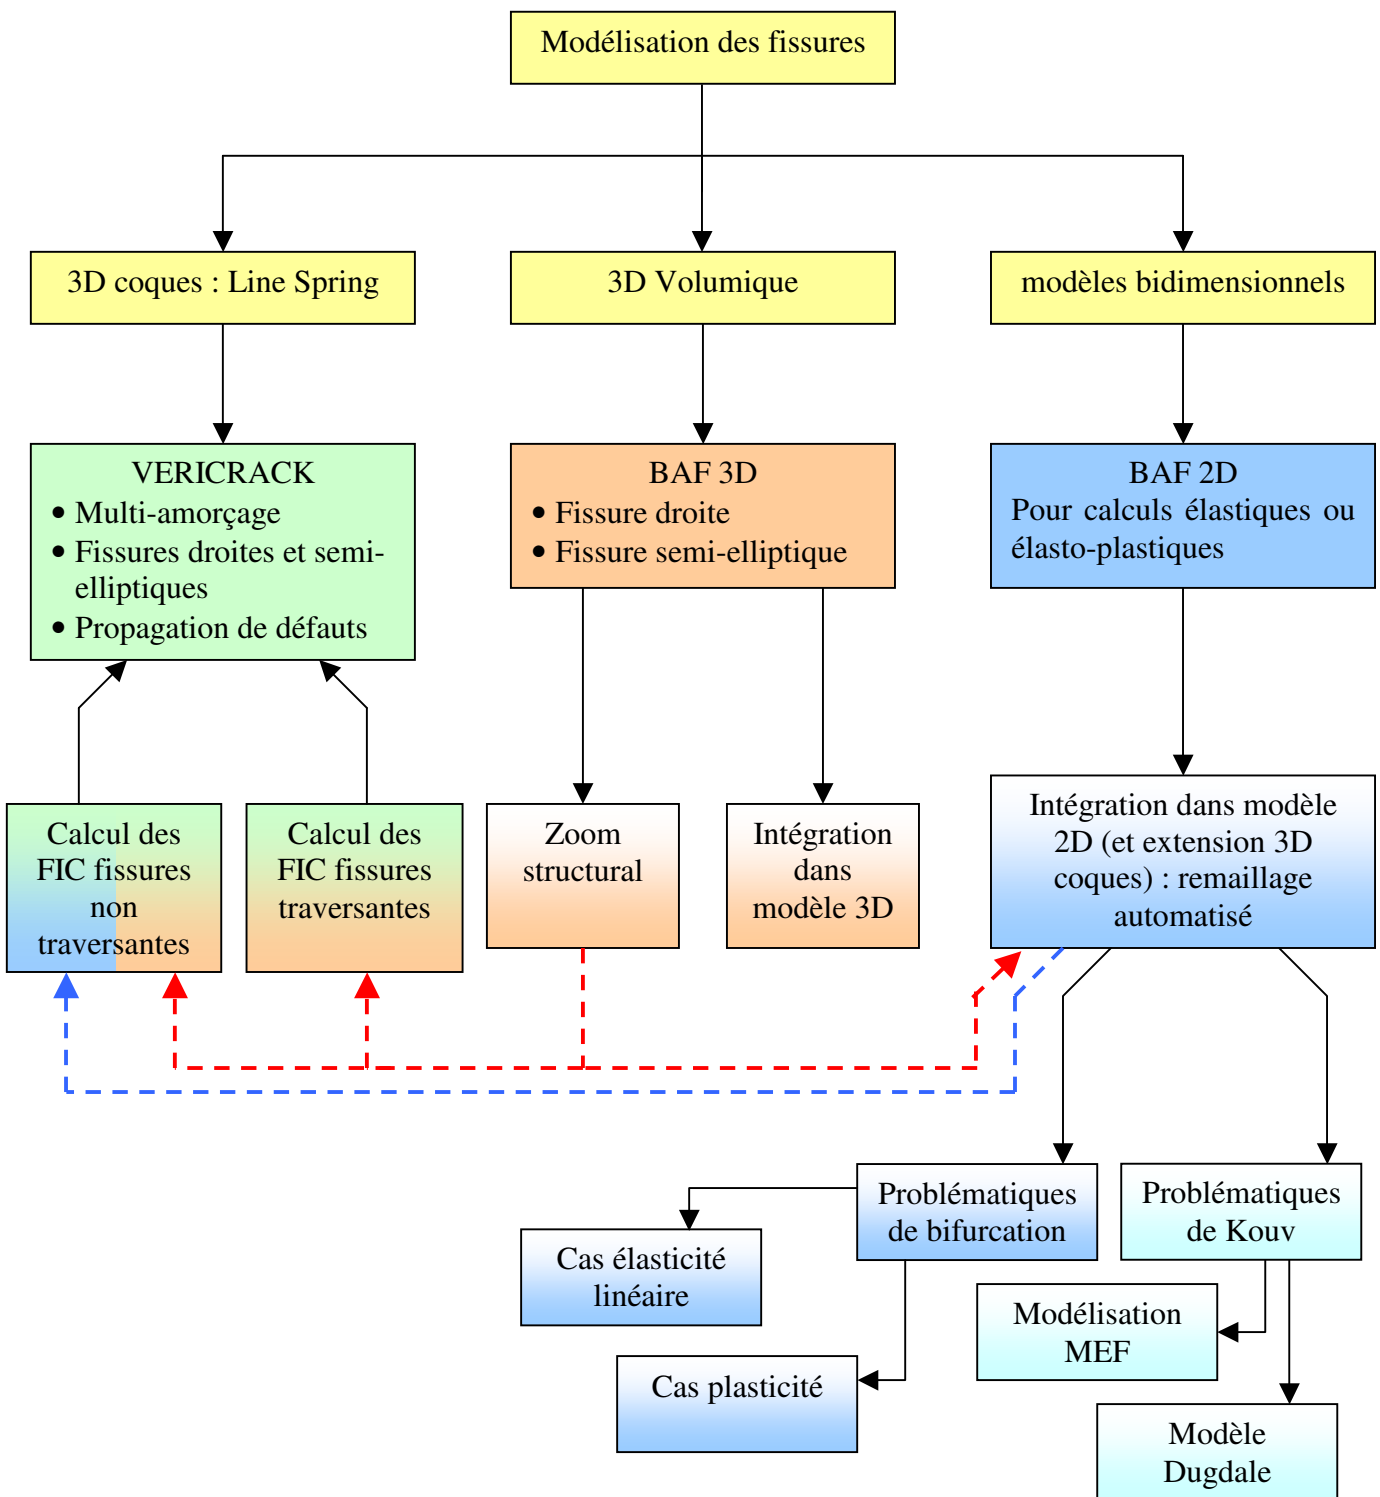 Modélisation des fissures
3D coques : Line Spring
3D Volumique
modèles bidimensionnels
VERICRACK
• Multi-amorçage
• Fissures droites et semi-
elliptiques
• Propagation de défauts
BAF 3D
• Fissure droite
• Fissure semi-elliptique
BAF 2D
Pour calculs élastiques ou
élasto-plastiques
Calcul des
FIC fissures
non
traversantes
Calcul des
FIC fissures
traversantes
Zoom
structural
Intégration
dans
modèle 3D
Intégration dans modèle
2D (et extension 3D
coques) : remaillage
automatisé
Problématiques
de bifurcation
Problématiques
de Kouv
Cas élasticité
linéaire
Modélisation
MEF
Cas plasticité
Modèle
Dugdale